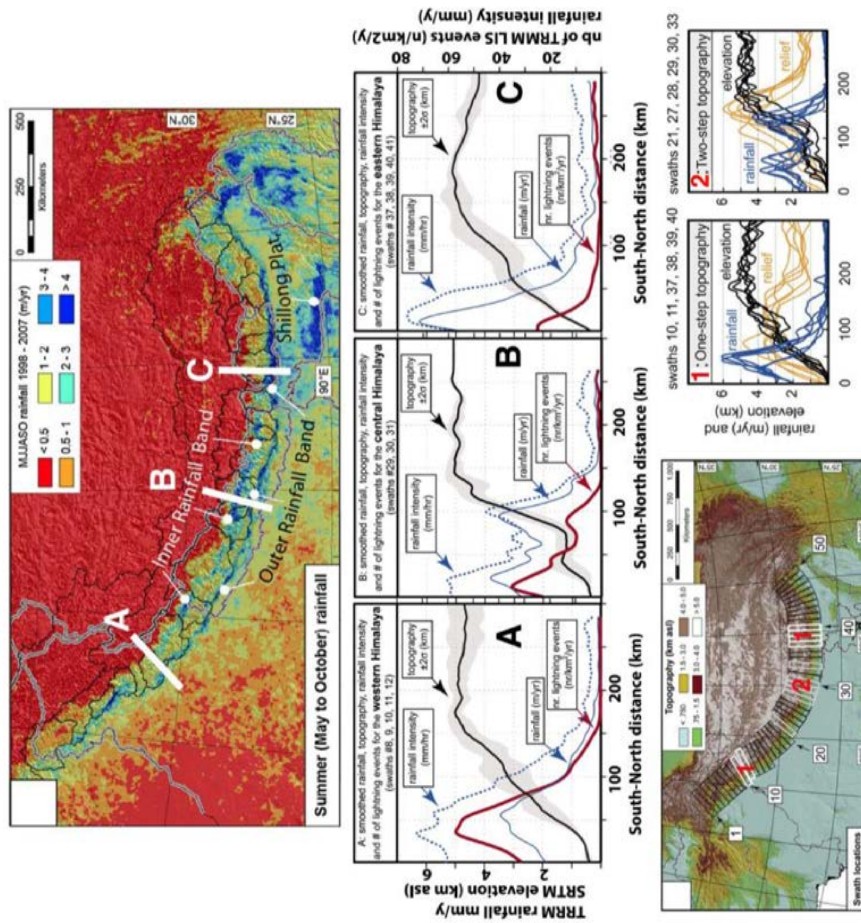 MJJASO rainfall 1998 - 2007 (m/yr)
< 0.5
1 - 2
3 - 4
0.5 - 1
2 - 3
> 4
0
250
500
Kilometers
30°N
25°N
90°E
A
B
C
Inner Rainfall Band
Outer Rainfall Band
Shillong Plat.
Summer (May to October) rainfall
TRRM rainfall mm/y
SRTM elevation (km asl)
6
4
2
A: smoothed rainfall, topography, rainfall intensity
and # of lightning events for the western Himalaya
(swaths #8, 9, 10, 11, 12)
rainfall intensity
(mm/hr)
topography
±2σ (km)
A
rainfall (m/yr)
nr. lightning events
(nr/km²/yr)
100
200
South-North distance (km)
B: smoothed rainfall, topography, rainfall intensity
and # of lightning events for the central Himalaya
(swaths #29, 30, 31)
rainfall intensity
(mm/hr)
topography
±2σ (km)
B
rainfall (m/yr)
nr. lightning events
(nr/km²/yr)
100
200
South-North distance (km)
C: smoothed rainfall, topography, rainfall intensity
and # of lightning events for the eastern Himalaya
(swaths # 37, 38, 39, 40, 41)
rainfall intensity
(mm/hr)
topography
±2σ (km)
C
rainfall (m/yr)
nr. lightning events
(nr/km²/yr)
100
200
South-North distance (km)
80
60
40
20
nb of TRMM LIS events (n/km2/y)
rainfall intensity (mm/y)
Topography (km asl)
< .750
1.5 - 3.0
4.0 - 5.0
.75 - 1.5
3.0 - 4.0
> 5.0
0
500
1,000
Kilometers
35°N
30°N
25°N
1
10
20
30
40
50
1
2
1
Swath locations
swaths 10, 11, 37, 38, 39, 40
1: One-step topography
rainfall (m/yr) and
elevation (km)
6
4
2
rainfall
elevation
relief
0
100
200
swaths 21, 27, 28, 29, 30, 33
2: Two-step topography
6
4
2
rainfall
elevation
relief
0
100
200